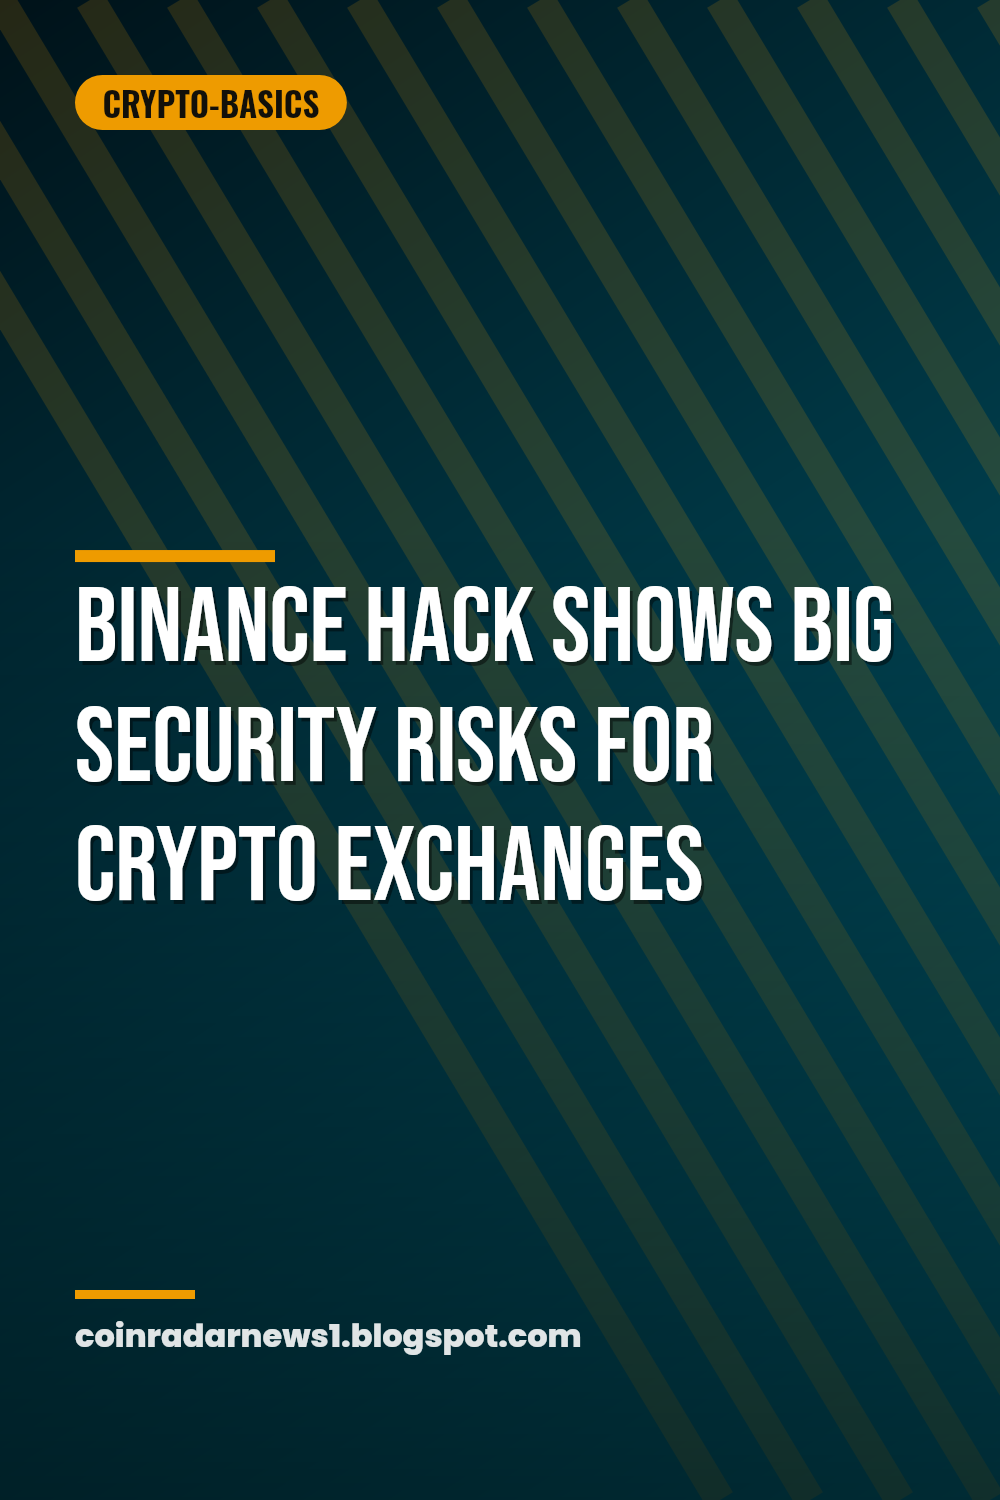 CRYPTO-BASICS
BINANCE HACK SHOWS BIG
SECURITY RISKS FOR
CRYPTO EXCHANGES
coinradarnews1.blogspot.com